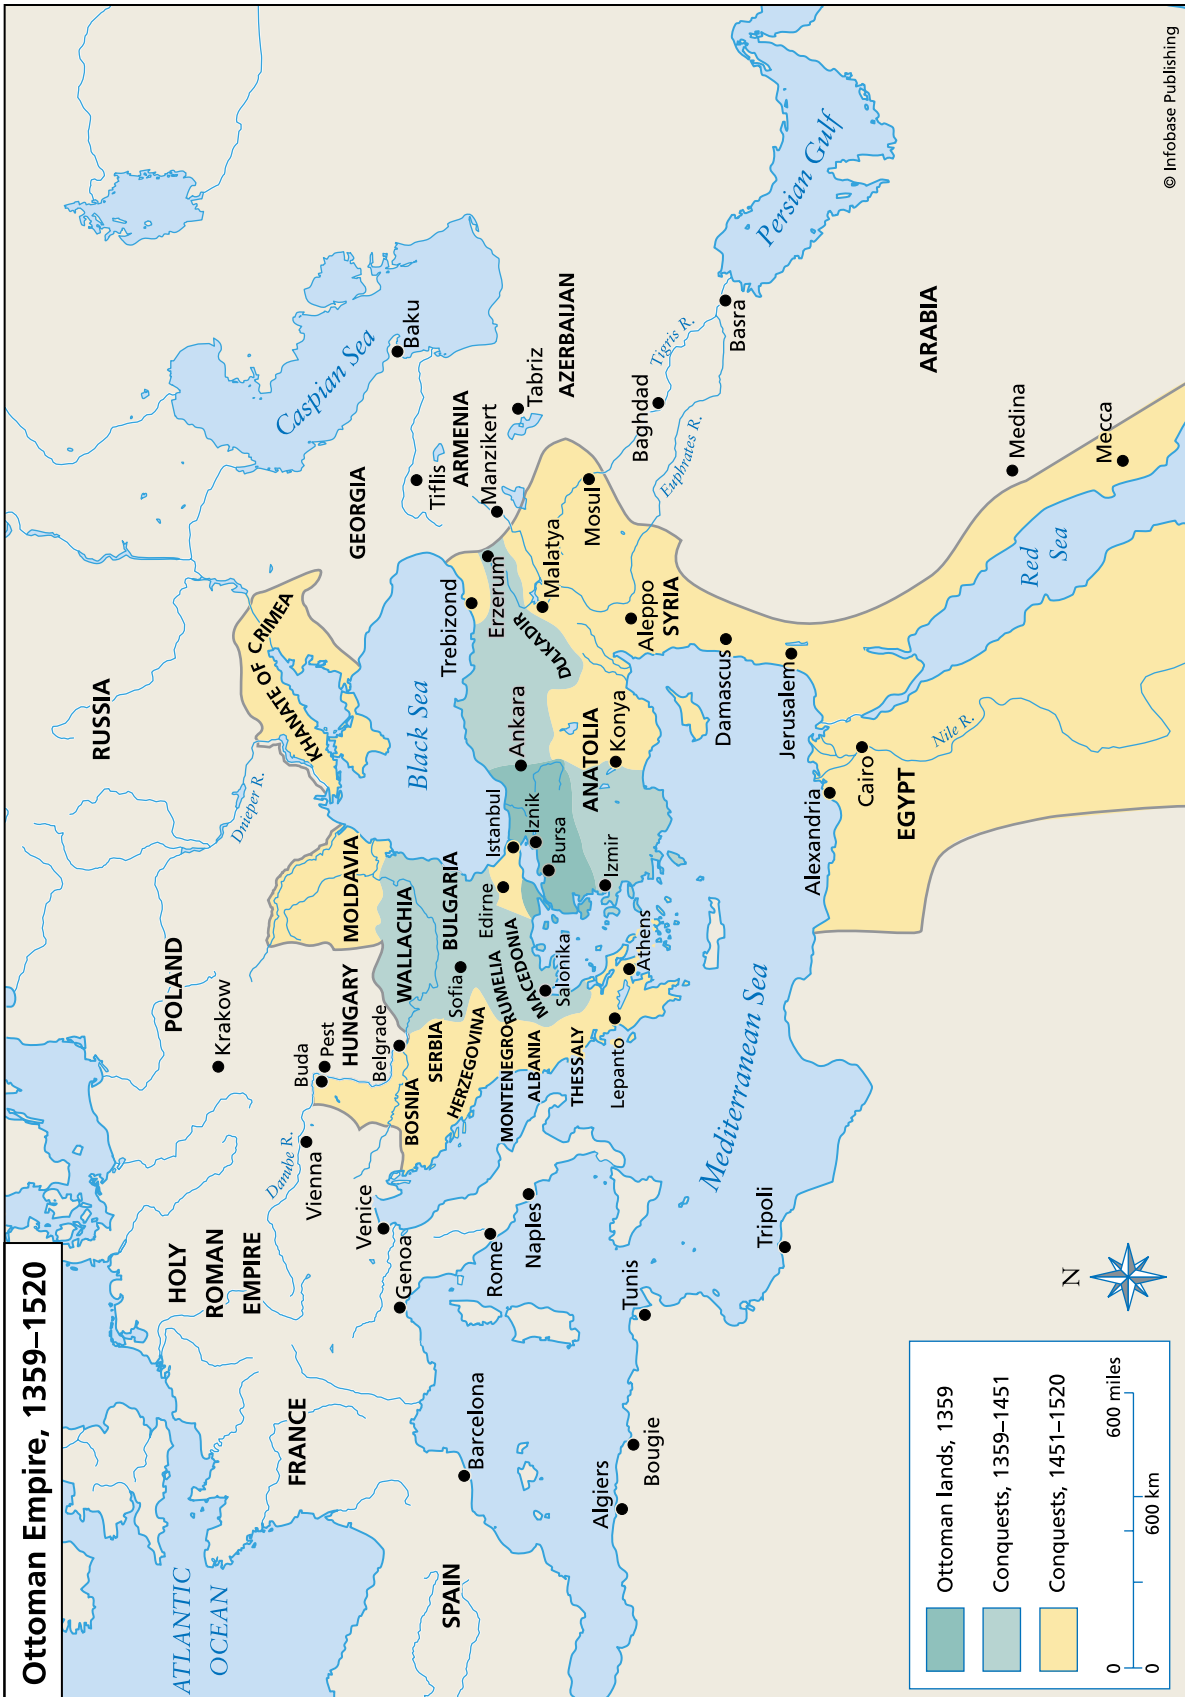 Ottoman Empire, 1359–1520
ATLANTIC
OCEAN
SPAIN
FRANCE
HOLY
ROMAN
EMPIRE
POLAND
RUSSIA
Krakow
Vienna
Danube R.
Buda
Pest
HUNGARY
Belgrade
Venice
Genoa
Barcelona
Rome
Naples
Algiers
Bougie
Tunis
Tripoli
Mediterranean Sea
BOSNIA
SERBIA
HERZEGOVINA
MONTENEGRO
ALBANIA
THESSALY
Lepanto
Athens
Salonika
MACEDONIA
RUMELIA
Sofia
BULGARIA
WALLACHIA
MOLDAVIA
Edirne
Istanbul
Iznik
Bursa
Izmir
Dnieper R.
KHANATE OF CRIMEA
Black Sea
Ankara
ANATOLIA
Konya
Trebizond
Erzerum
DULKADIR
Malatya
GEORGIA
Tiflis
ARMENIA
Manzikert
Tabriz
AZERBAIJAN
Caspian Sea
Baku
Mosul
Aleppo
SYRIA
Damascus
Jerusalem
Alexandria
Cairo
EGYPT
Nile R.
Red
Sea
Baghdad
Tigris R.
Euphrates R.
Basra
Persian Gulf
ARABIA
Medina
Mecca
N
Ottoman lands, 1359
Conquests, 1359–1451
Conquests, 1451–1520
0 600 miles
0 600 km
© Infobase Publishing